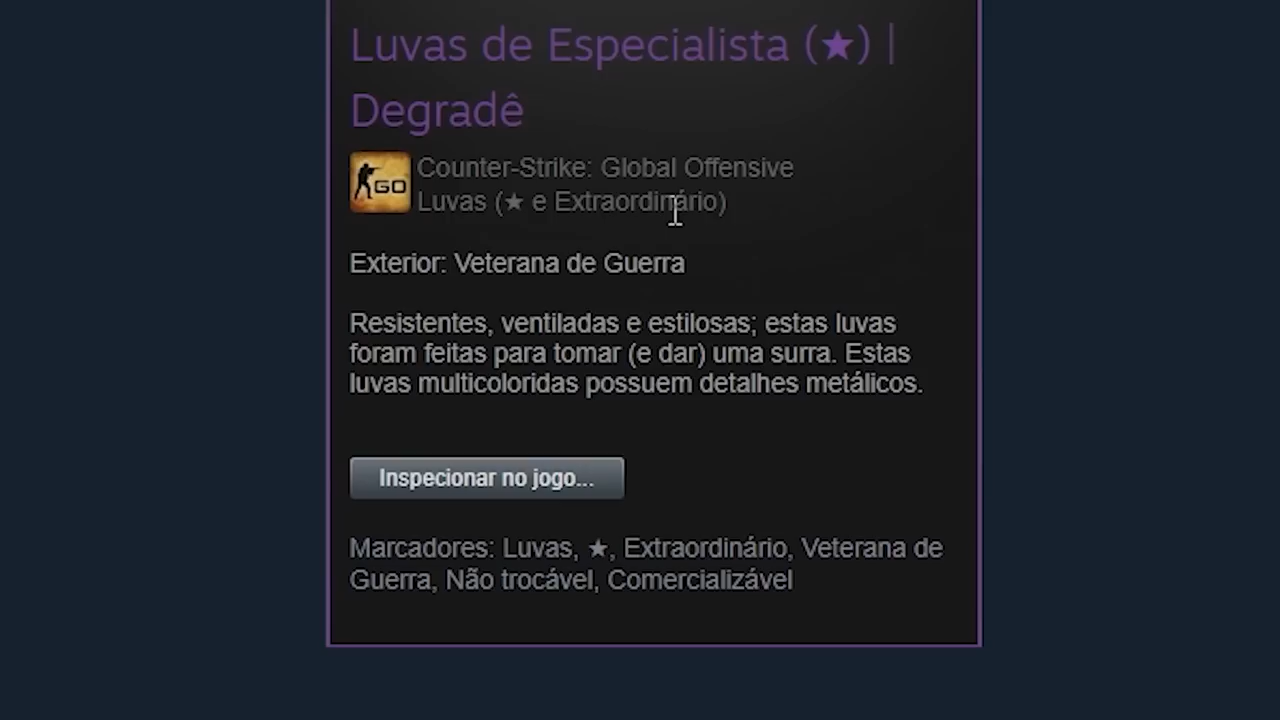 Luvas de Especialista (★) |
Degradê
GO
Counter-Strike: Global Offensive
Luvas (★ e Extraordinário)
Exterior: Veterana de Guerra
Resistentes, ventiladas e estilosas; estas luvas
foram feitas para tomar (e dar) uma surra. Estas
luvas multicoloridas possuem detalhes metálicos.
Inspecionar no jogo...
Marcadores: Luvas, ★, Extraordinário, Veterana de
Guerra, Não trocável, Comercializável